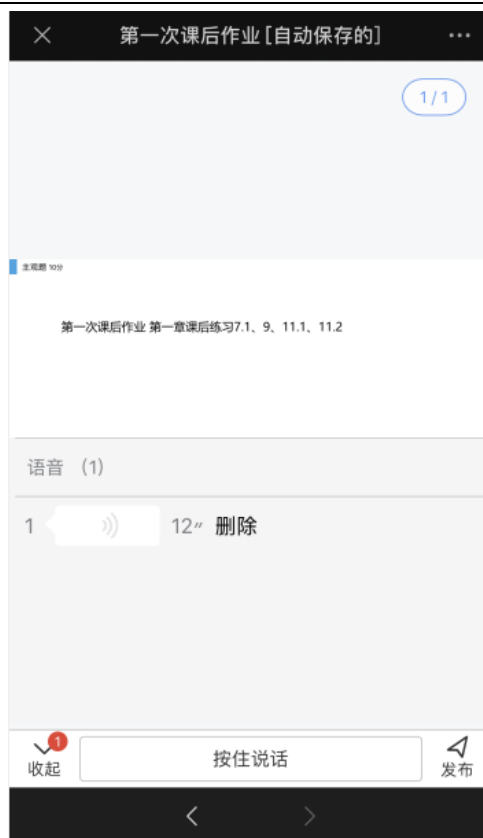 第一次课后作业[自动保存的]
1/1
主观题 10分
第一次课后作业 第一章课后练习7.1、9、11.1、11.2
语音 (1)
1 12″ 删除
1
收起 按住说话 发布